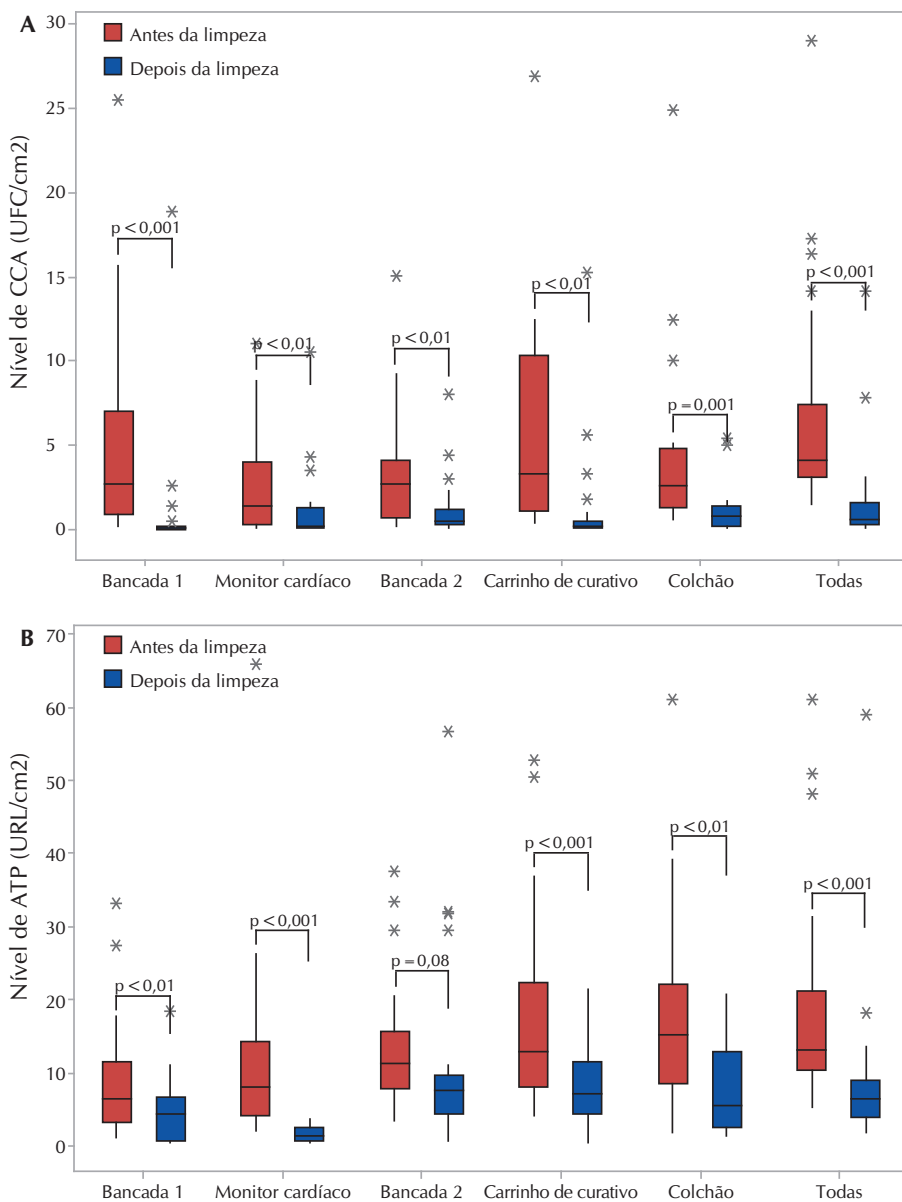 A
Antes da limpeza
Depois da limpeza
Nível de CCA (UFC/cm2)
30
25
20
15
10
5
0
p<0,001
p<0,01
p<0,01
p<0,01
p=0,001
p<0,001
Bancada 1 Monitor cardíaco Bancada 2 Carrinho de curativo Colchão Todas
B
Antes da limpeza
Depois da limpeza
Nível de ATP (URL/cm2)
70
60
50
40
30
20
10
0
p<0,01
p<0,001
p=0,08
p<0,001
p<0,01
p<0,001
Bancada 1 Monitor cardíaco Bancada 2 Carrinho de curativo Colchão Todas